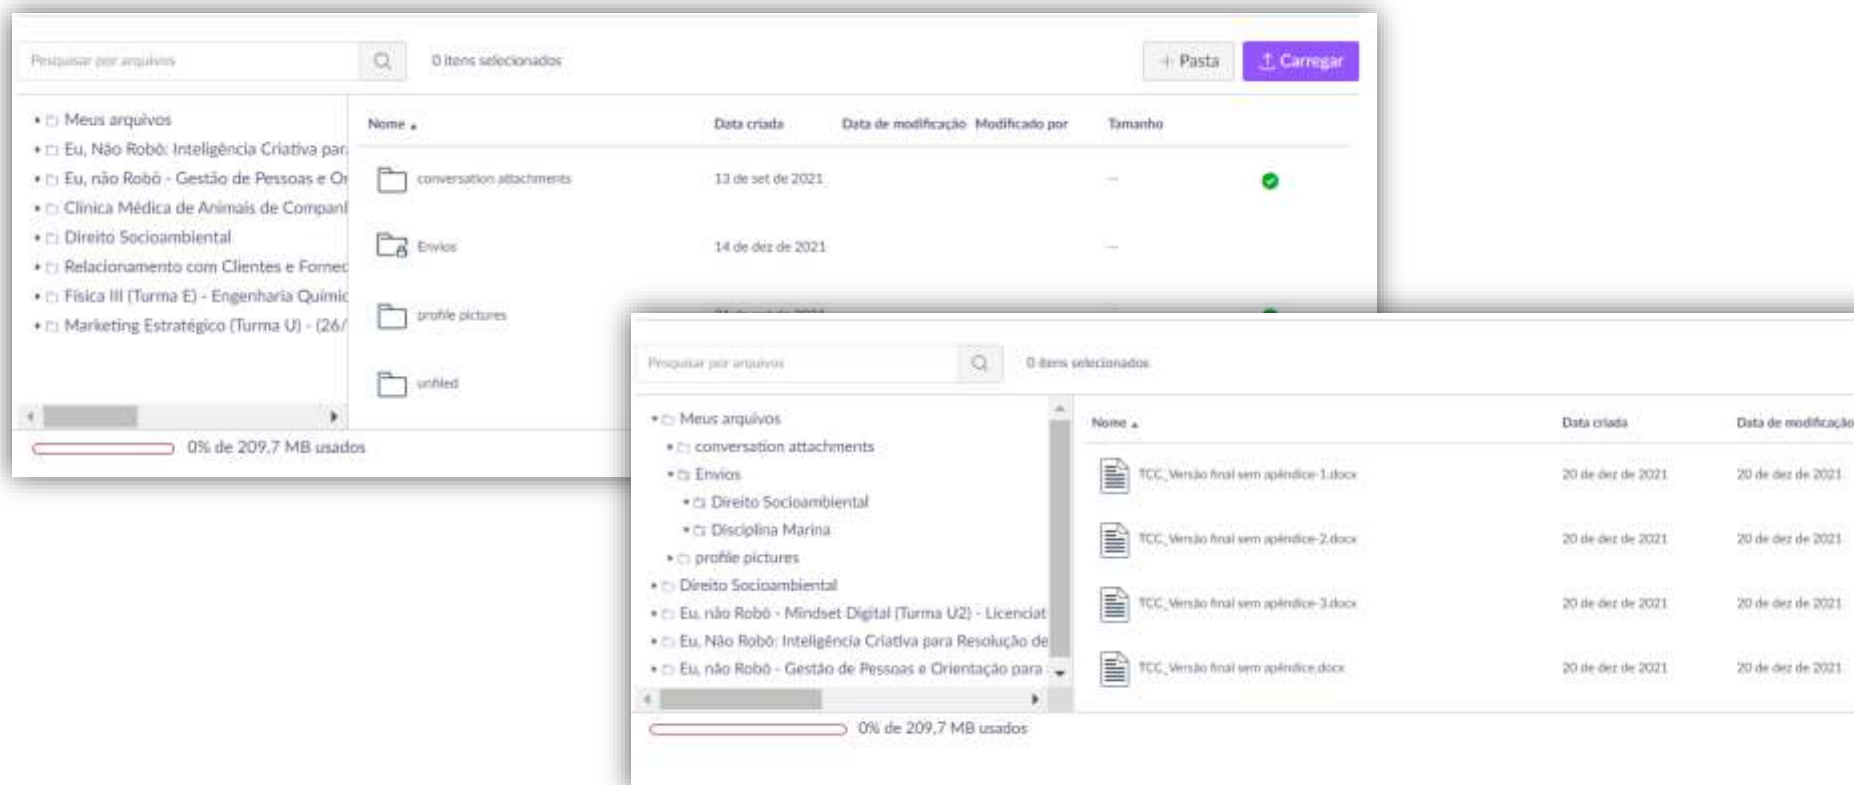 Pesquisar por arquivos
0 itens selecionados
+ Pasta
Carregar
Meus arquivos
Eu, Não Robô: Inteligência Criativa par
Eu, não Robô - Gestão de Pessoas e Or
Clínica Médica de Animais de Compan
Direito Socioambiental
Relacionamento com Clientes e Fornec
Física III (Turma E) - Engenharia Químic
Marketing Estratégico (Turma U) - (26/
0% de 209,7 MB usados
Nome Data criada Data de modificação Modificado por Tamanho
conversation attachments 13 de set de 2021 --
Envios 14 de dez de 2021 --
profile pictures
unfiled
Pesquisar por arquivos
0 itens selecionados
Meus arquivos
conversation attachments
Envios
Direito Socioambiental
Disciplina Marina
profile pictures
Direito Socioambiental
Eu, não Robô - Mindset Digital (Turma U2) - Licenciat
Eu, Não Robô: Inteligência Criativa para Resolução de
Eu, não Robô - Gestão de Pessoas e Orientação para
0% de 209,7 MB usados
Nome Data criada Data de modificação
TCC_Versão final sem apêndice-1.docx 20 de dez de 2021 20 de dez de 2021
TCC_Versão final sem apêndice-2.docx 20 de dez de 2021 20 de dez de 2021
TCC_Versão final sem apêndice-3.docx 20 de dez de 2021 20 de dez de 2021
TCC_Versão final sem apêndice.docx 20 de dez de 2021 20 de dez de 2021